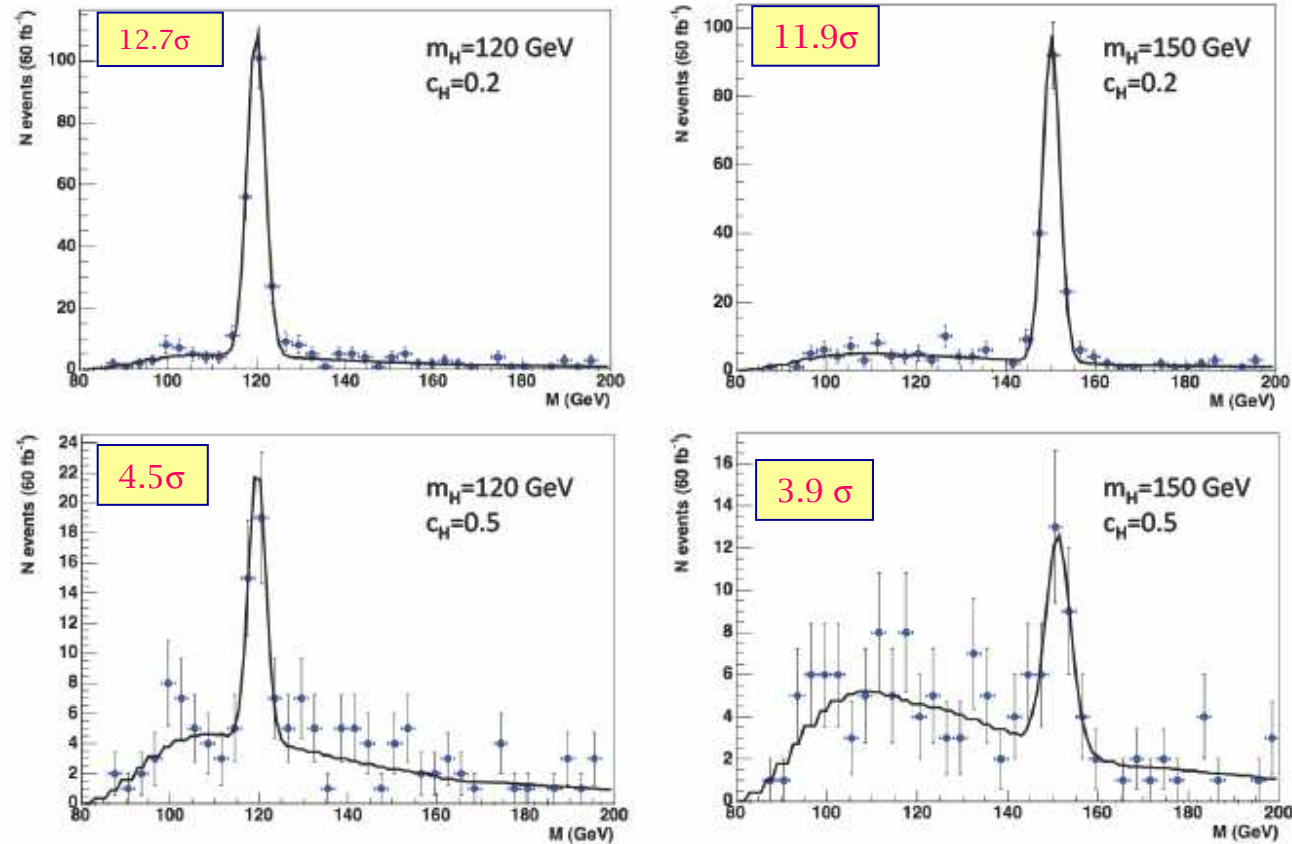 12.7σ
m_H=120 GeV
c_H=0.2
N events (60 fb⁻¹)
100
80
60
40
20
0
80 100 120 140 160 180 200
M (GeV)
11.9σ
m_H=150 GeV
c_H=0.2
N events (60 fb⁻¹)
100
80
60
40
20
0
80 100 120 140 160 180 200
M (GeV)
4.5σ
m_H=120 GeV
c_H=0.5
N events (60 fb⁻¹)
24
22
20
18
16
14
12
10
8
6
4
2
0
80 100 120 140 160 180 200
M (GeV)
3.9 σ
m_H=150 GeV
c_H=0.5
N events (60 fb⁻¹)
16
14
12
10
8
6
4
2
0
80 100 120 140 160 180 200
M (GeV)